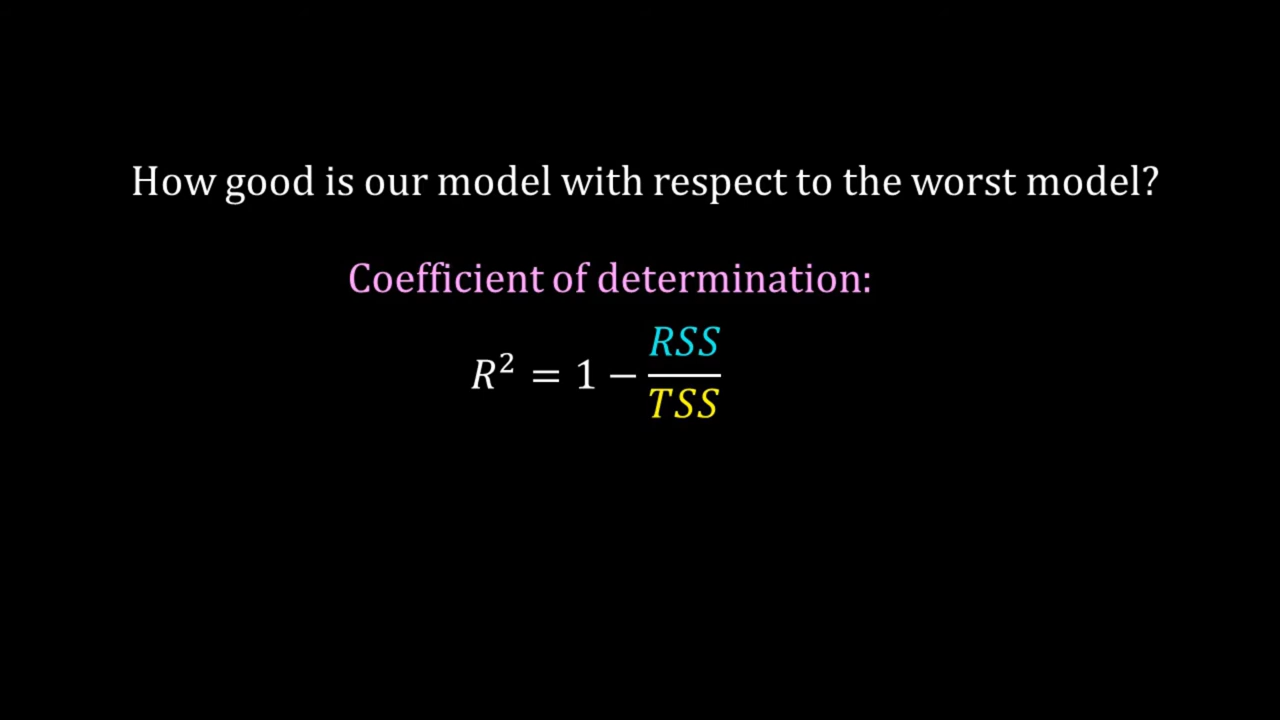 How good is our model with respect to the worst model?
Coefficient of determination:
R² = 1 − RSS/TSS